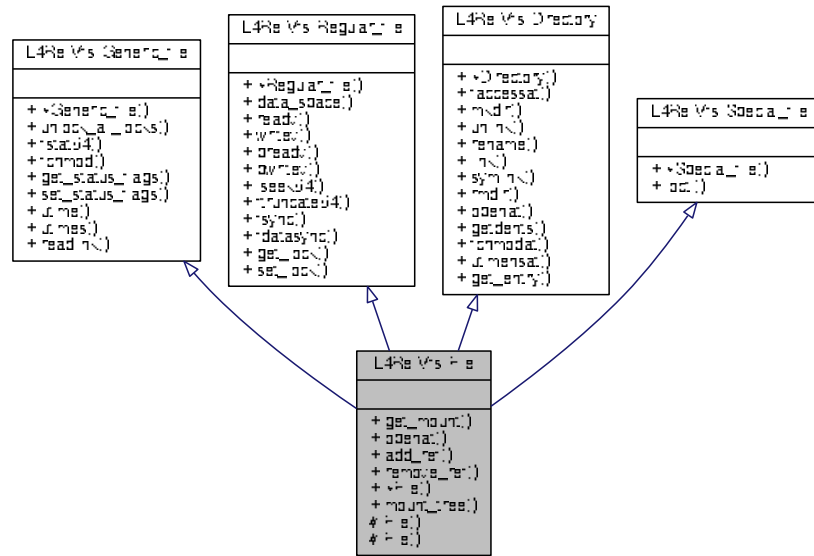 L4Re::Vfs::Generic_file
+ ~Generic_file()
+ unlock_all_locks()
+ fstat64()
+ fchmod()
+ get_status_flags()
+ set_status_flags()
+ utime()
+ utimes()
+ readlink()
L4Re::Vfs::Regular_file
+ ~Regular_file()
+ data_space()
+ readv()
+ writev()
+ preadv()
+ pwritev()
+ lseek64()
+ ftruncate64()
+ fsync()
+ fdatasync()
+ get_lock()
+ set_lock()
L4Re::Vfs::Directory
+ ~Directory()
+ faccessat()
+ mkdir()
+ unlink()
+ rename()
+ link()
+ symlink()
+ rmdir()
+ openat()
+ getdents()
+ fchmodat()
+ utimensat()
+ get_entry()
L4Re::Vfs::Special_file
+ ~Special_file()
+ ioctl()
L4Re::Vfs::File
+ get_mount()
+ openat()
+ add_ref()
+ remove_ref()
+ ~File()
+ mount_tree()
# File()
# File()